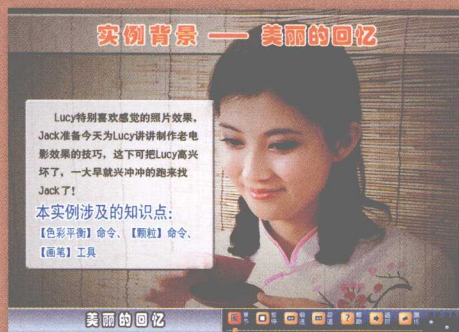 实例背景 —— 美丽的回忆
Lucy特别喜欢感觉的照片效果，
Jack准备今天为Lucy讲讲制作老电
影效果的技巧，这下可把Lucy高兴
坏了，一大早就兴冲冲的跑来找
Jack了！
本实例涉及的知识点：
【色彩平衡】命令、【颗粒】命令、
【画笔】工具
美丽的回忆